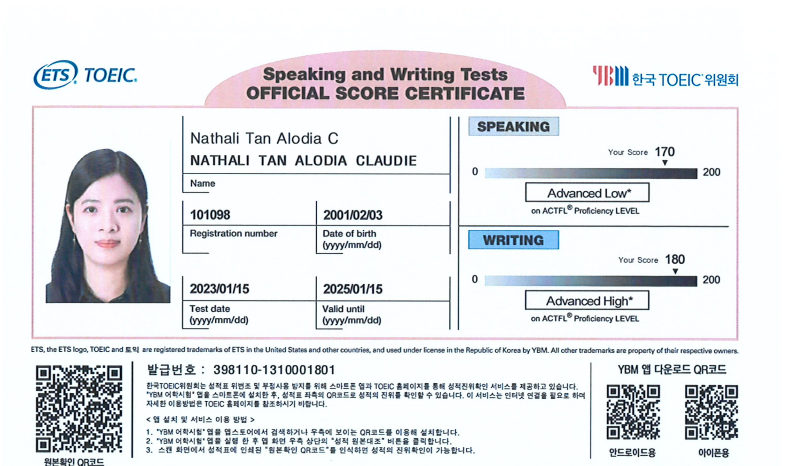 ETS® TOEIC®
Speaking and Writing Tests
OFFICIAL SCORE CERTIFICATE
YBM 한국 TOEIC® 위원회
Nathali Tan Alodia C
NATHALI TAN ALODIA CLAUDIE
Name
101098
Registration number
2001/02/03
Date of birth
(yyyy/mm/dd)
2023/01/15
Test date
(yyyy/mm/dd)
2025/01/15
Valid until
(yyyy/mm/dd)
SPEAKING
Your Score 170
0 200
Advanced Low*
on ACTFL® Proficiency LEVEL
WRITING
Your Score 180
0 200
Advanced High*
on ACTFL® Proficiency LEVEL
ETS, the ETS logo, TOEIC and 토익 are registered trademarks of ETS in the United States and other countries, and used under license in the Republic of Korea by YBM. All other trademarks are property of their respective owners.
발급번호 : 398110-1310001801
한국TOEIC위원회는 성적표 위변조 및 부정사용 방지를 위해 스마트폰 앱과 TOEIC 홈페이지를 통해 성적진위확인 서비스를 제공하고 있습니다.
"YBM 어학시험" 앱을 스마트폰에 설치한 후, 성적표 좌측의 QR코드로 성적의 진위를 확인할 수 있습니다. 이 서비스는 인터넷 연결을 필요로 하며
자세한 이용방법은 TOEIC 홈페이지를 참조하시기 바랍니다.
< 앱 설치 및 서비스 이용 방법 >
1. "YBM 어학시험" 앱을 앱스토어에서 검색하거나 우측에 보이는 QR코드를 이용해 설치합니다.
2. "YBM 어학시험" 앱을 실행 한 후 앱 화면 우측 상단의 "성적 원본대조" 버튼을 클릭합니다.
3. 스캔 화면에서 성적표에 인쇄된 "원본확인 QR코드"를 인식하면 성적의 진위확인이 가능합니다.
원본확인 QR코드
YBM 앱 다운로드 QR코드
안드로이드용
아이폰용